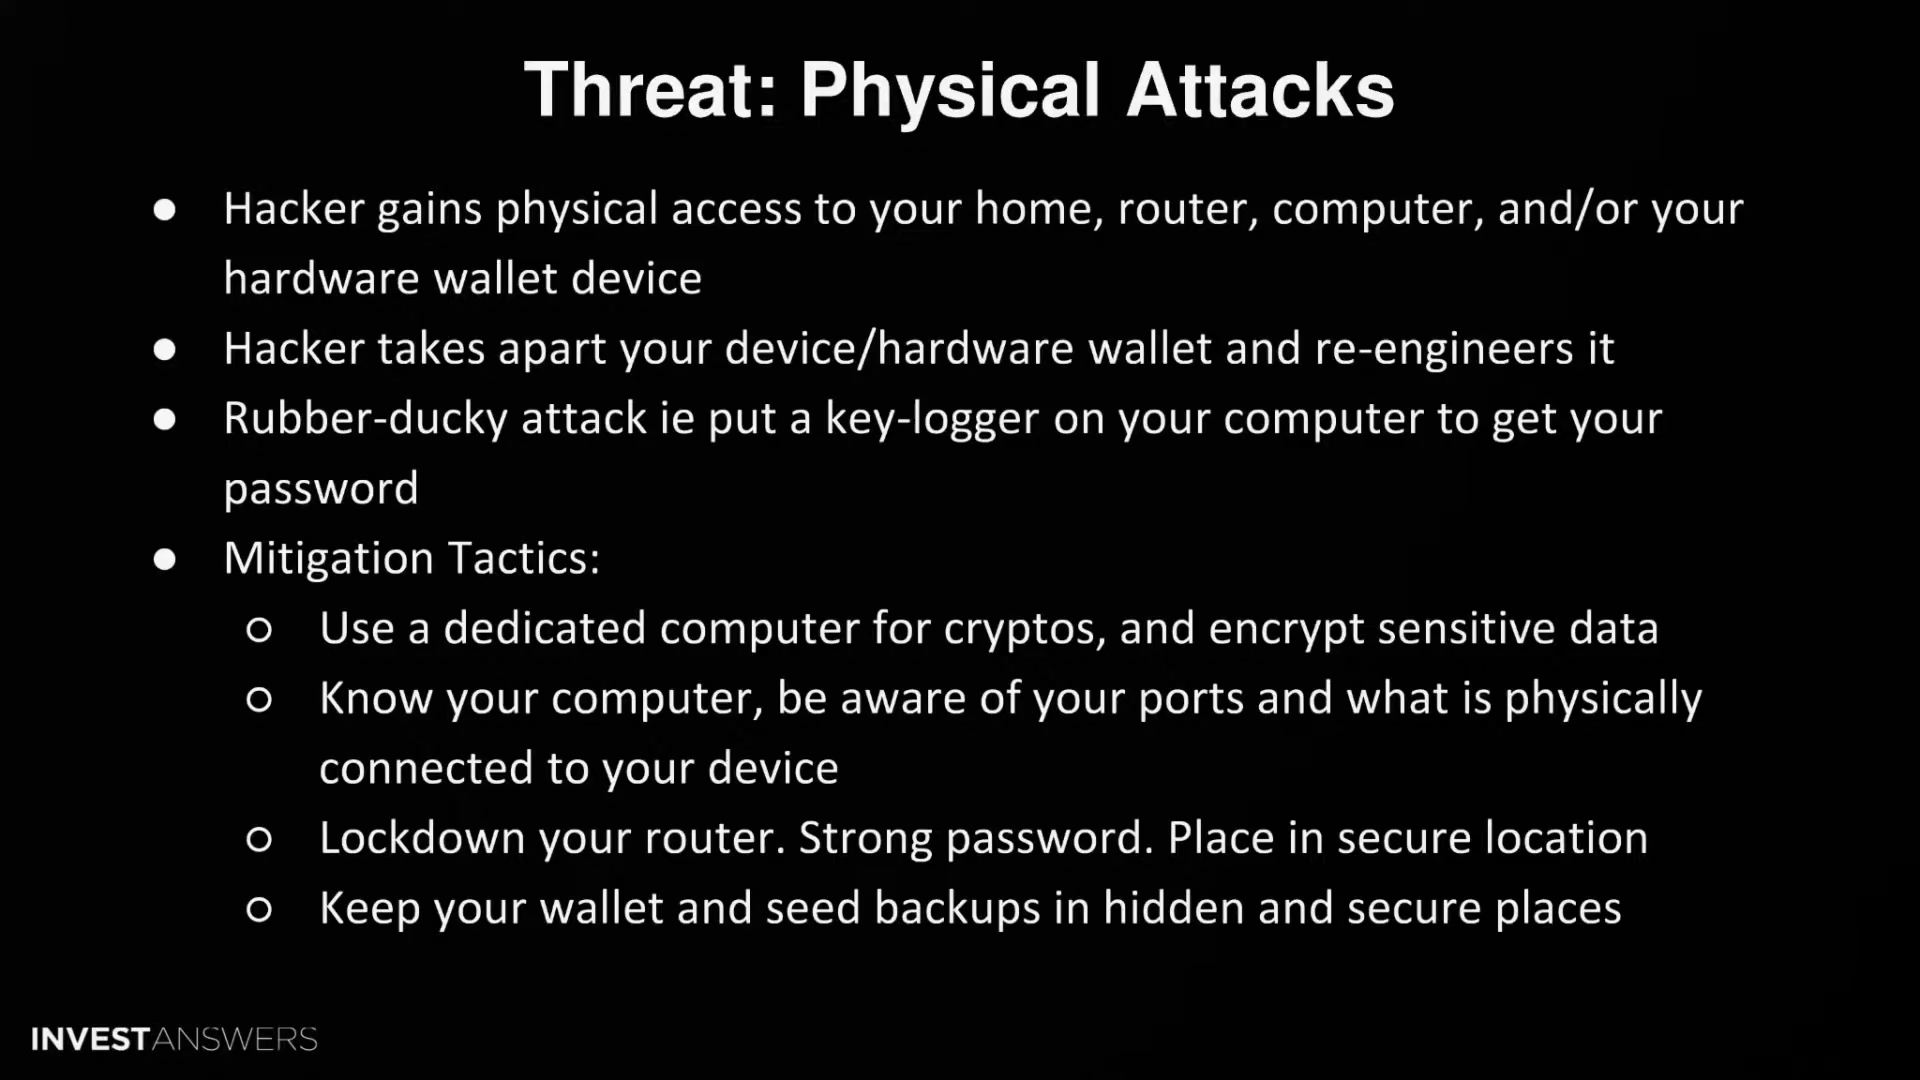 Threat: Physical Attacks
● Hacker gains physical access to your home, router, computer, and/or your
hardware wallet device
● Hacker takes apart your device/hardware wallet and re-engineers it
● Rubber-ducky attack ie put a key-logger on your computer to get your
password
● Mitigation Tactics:
○ Use a dedicated computer for cryptos, and encrypt sensitive data
○ Know your computer, be aware of your ports and what is physically
connected to your device
○ Lockdown your router. Strong password. Place in secure location
○ Keep your wallet and seed backups in hidden and secure places
INVESTANSWERS